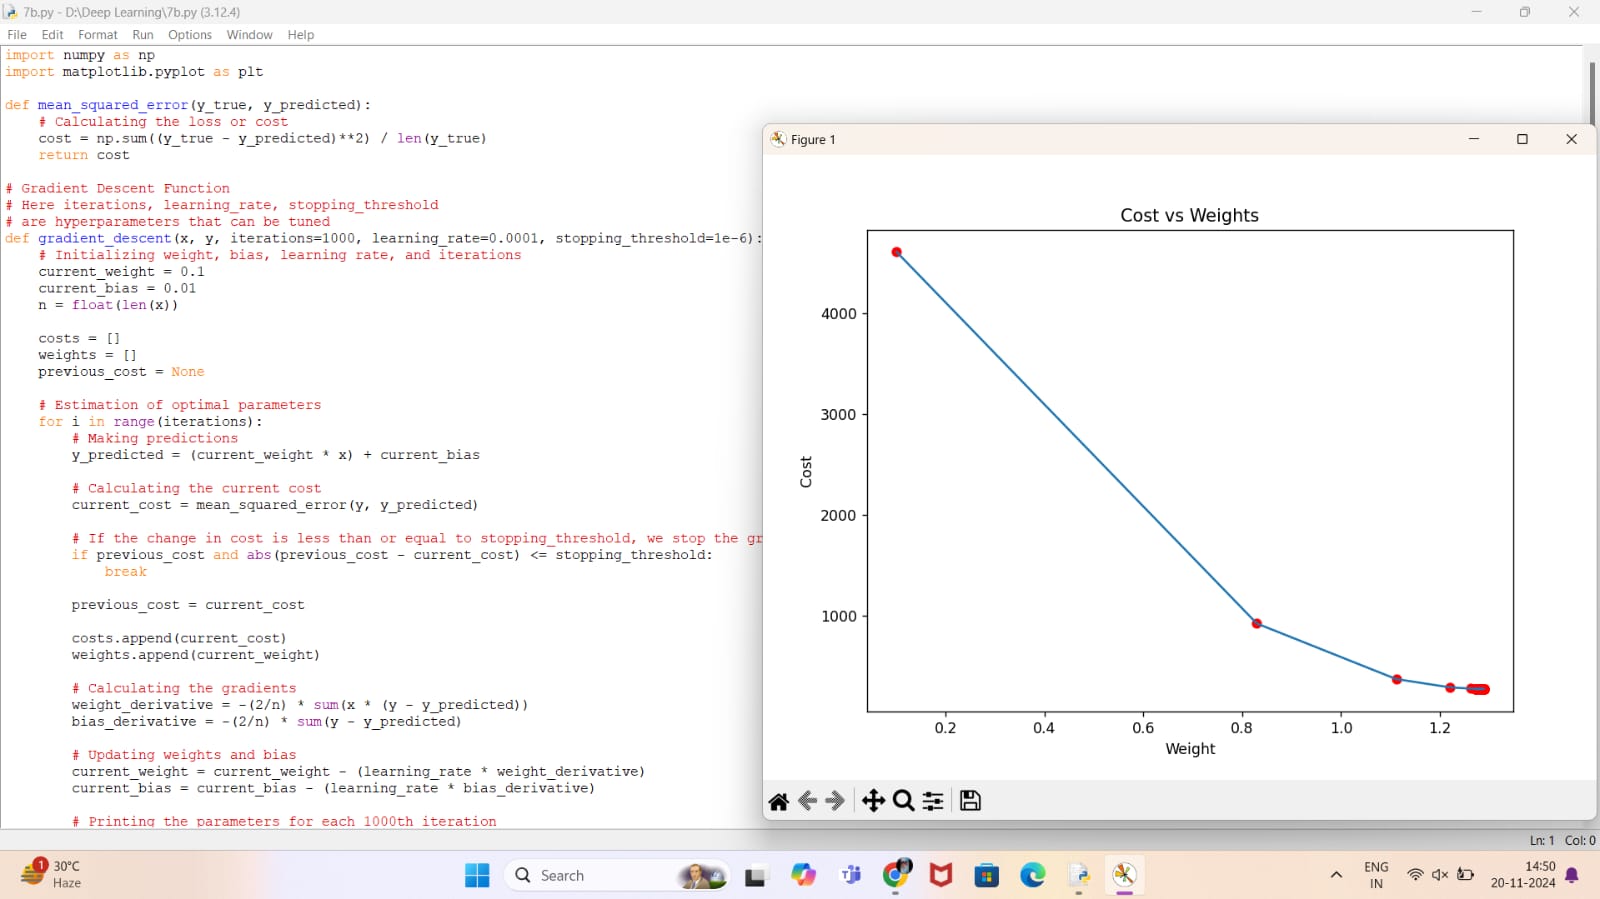 7b.py - D:\Deep Learning\7b.py (3.12.4)
File Edit Format Run Options Window Help
import numpy as np
import matplotlib.pyplot as plt
def mean_squared_error(y_true, y_predicted):
# Calculating the loss or cost
cost = np.sum((y_true - y_predicted)**2) / len(y_true)
return cost
# Gradient Descent Function
# Here iterations, learning_rate, stopping_threshold
# are hyperparameters that can be tuned
def gradient_descent(x, y, iterations=1000, learning_rate=0.0001, stopping_threshold=1e-6):
# Initializing weight, bias, learning rate, and iterations
current_weight = 0.1
current_bias = 0.01
n = float(len(x))
costs = []
weights = []
previous_cost = None
# Estimation of optimal parameters
for i in range(iterations):
# Making predictions
y_predicted = (current_weight * x) + current_bias
# Calculating the current cost
current_cost = mean_squared_error(y, y_predicted)
# If the change in cost is less than or equal to stopping_threshold, we stop the gr
if previous_cost and abs(previous_cost - current_cost) <= stopping_threshold:
break
previous_cost = current_cost
costs.append(current_cost)
weights.append(current_weight)
# Calculating the gradients
weight_derivative = -(2/n) * sum(x * (y - y_predicted))
bias_derivative = -(2/n) * sum(y - y_predicted)
# Updating weights and bias
current_weight = current_weight - (learning_rate * weight_derivative)
current_bias = current_bias - (learning_rate * bias_derivative)
# Printing the parameters for each 1000th iteration
Figure 1
Cost vs Weights
4000
3000
2000
1000
Cost
0.2 0.4 0.6 0.8 1.0 1.2
Weight
Ln: 1 Col: 0
1
30°C
Haze
Search
ENG
IN
14:50
20-11-2024